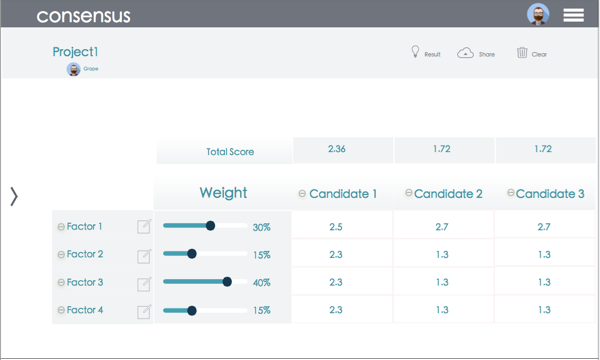 consensus
Project1
Grape
Result Share Clear
Total Score 2.36 1.72 1.72
Weight Candidate 1 Candidate 2 Candidate 3
Factor 1 30% 2.5 2.7 2.7
Factor 2 15% 2.3 1.3 1.3
Factor 3 40% 2.3 1.3 1.3
Factor 4 15% 2.3 1.3 1.3